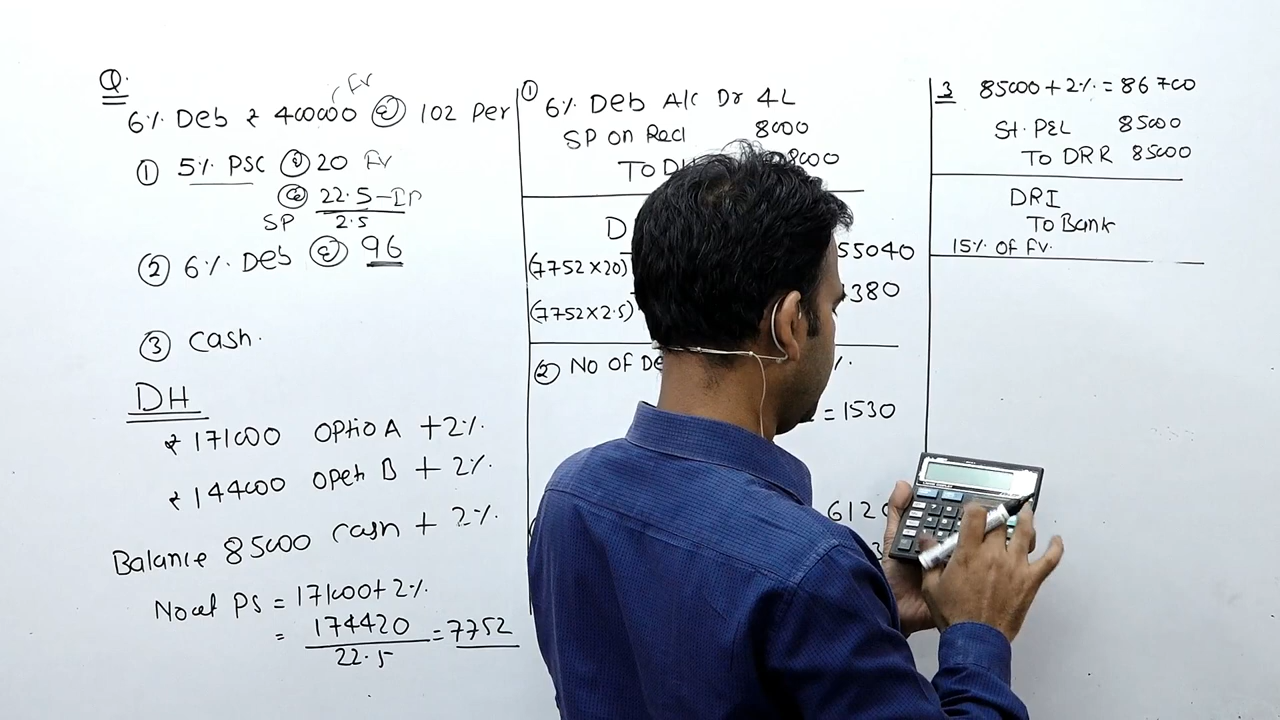 Q.
FV
6% Deb ₹ 400000 @ 102 Per
① 5% PSC @ 20 FV
@ 22.5 - IP
SP 2.5
② 6% Deb @ 96
③ Cash.
DH
₹ 171000 OptioA + 2%
₹ 144000 B + 2%
Balance 85000 Cash + 2%
PS = 171000 + 2%
= 174420 = 7752
22.5
① 6% Deb A/c Dr 4L
SP on Red 8000
To DH 8000
D
(7752×20) 55040
(7752×2.5) 380
② No of De %.
= 1530
612
3 85000 + 2% = 86700
St. P&L 85000
To DRR 85000
DRI
To Bank
15% OF FV.